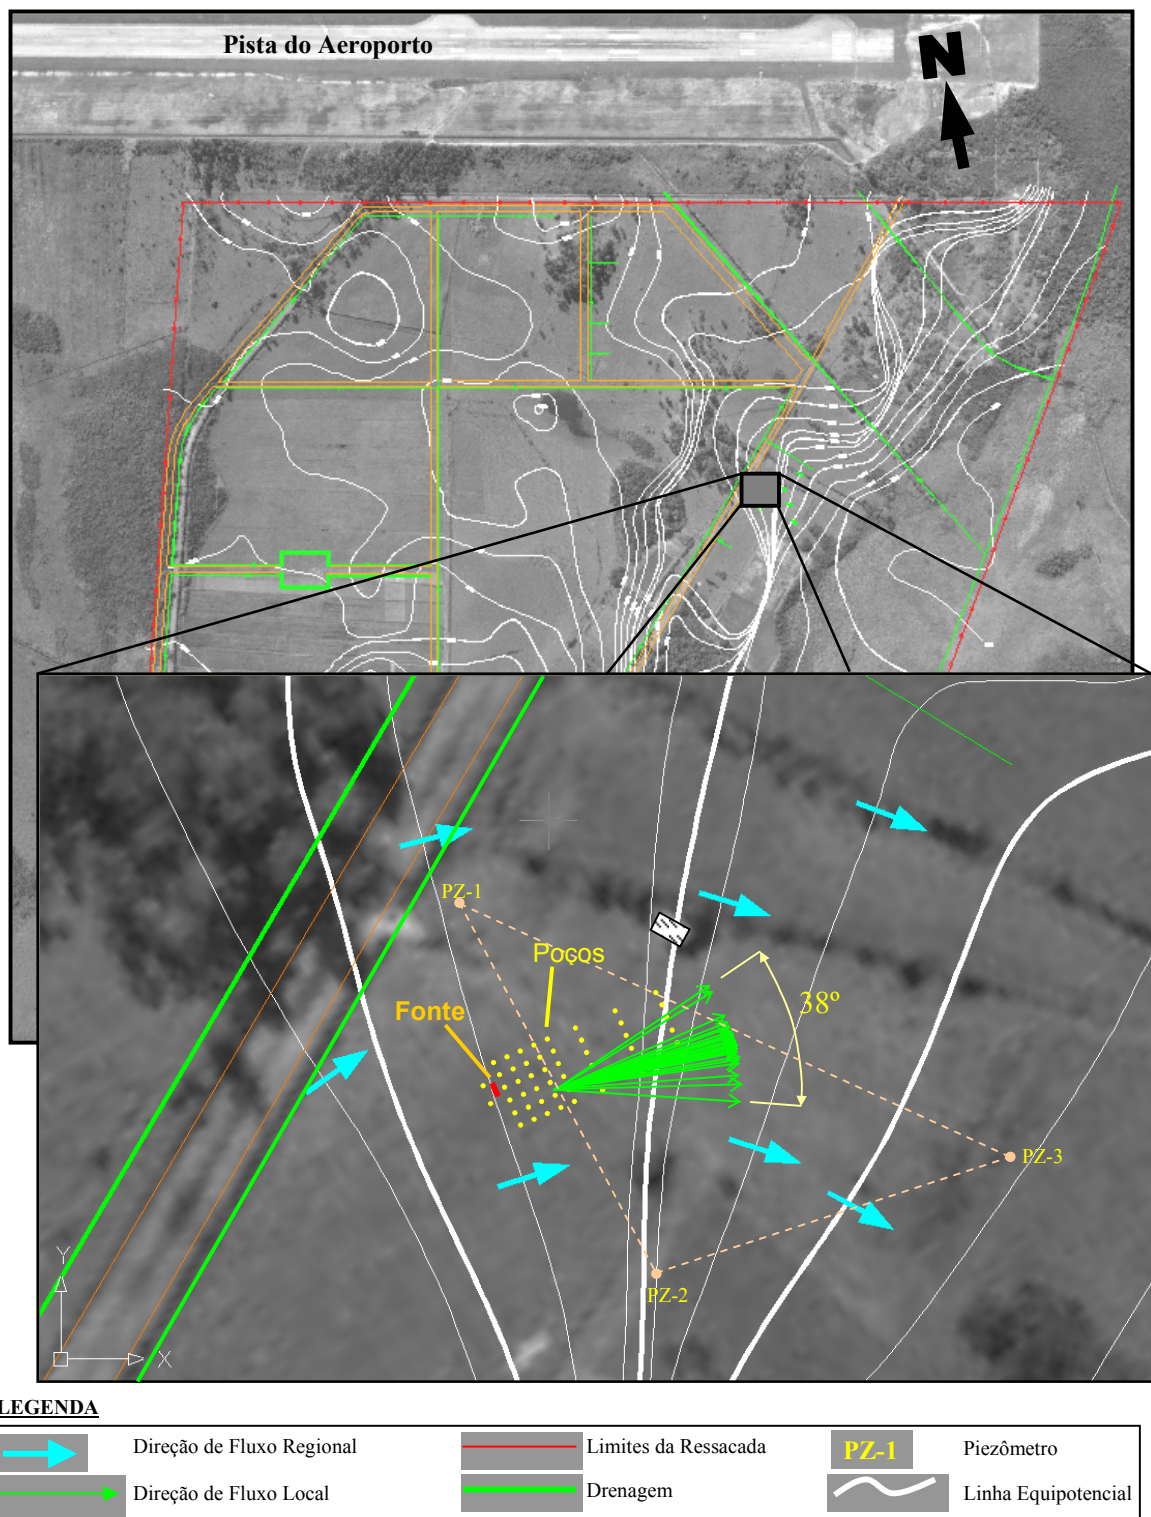 Pista do Aeroporto
N
PZ-1
Poços
Fonte
38º
PZ-3
PZ-2
Y
X
LEGENDA
Direção de Fluxo Regional
Limites da Ressacada
PZ-1
Piezômetro
Direção de Fluxo Local
Drenagem
Linha Equipotencial